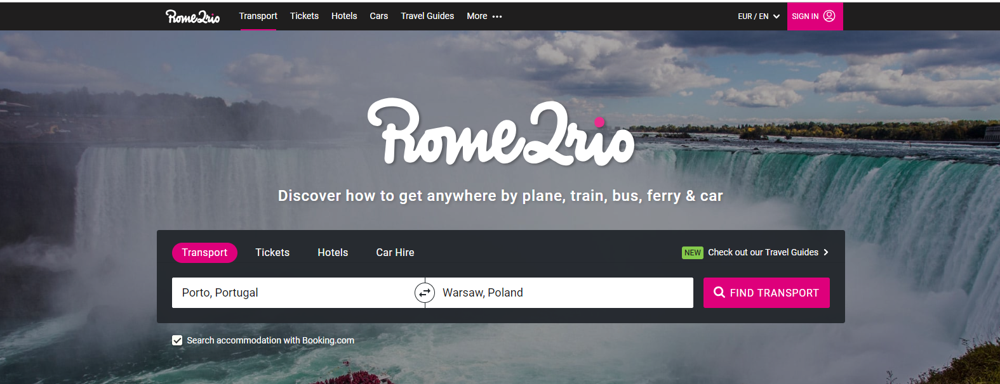 Rome2rio Transport Tickets Hotels Cars Travel Guides More ••• EUR / EN SIGN IN
Rome2rio
Discover how to get anywhere by plane, train, bus, ferry & car
Transport Tickets Hotels Car Hire NEW Check out our Travel Guides
Porto, Portugal Warsaw, Poland FIND TRANSPORT
Search accommodation with Booking.com